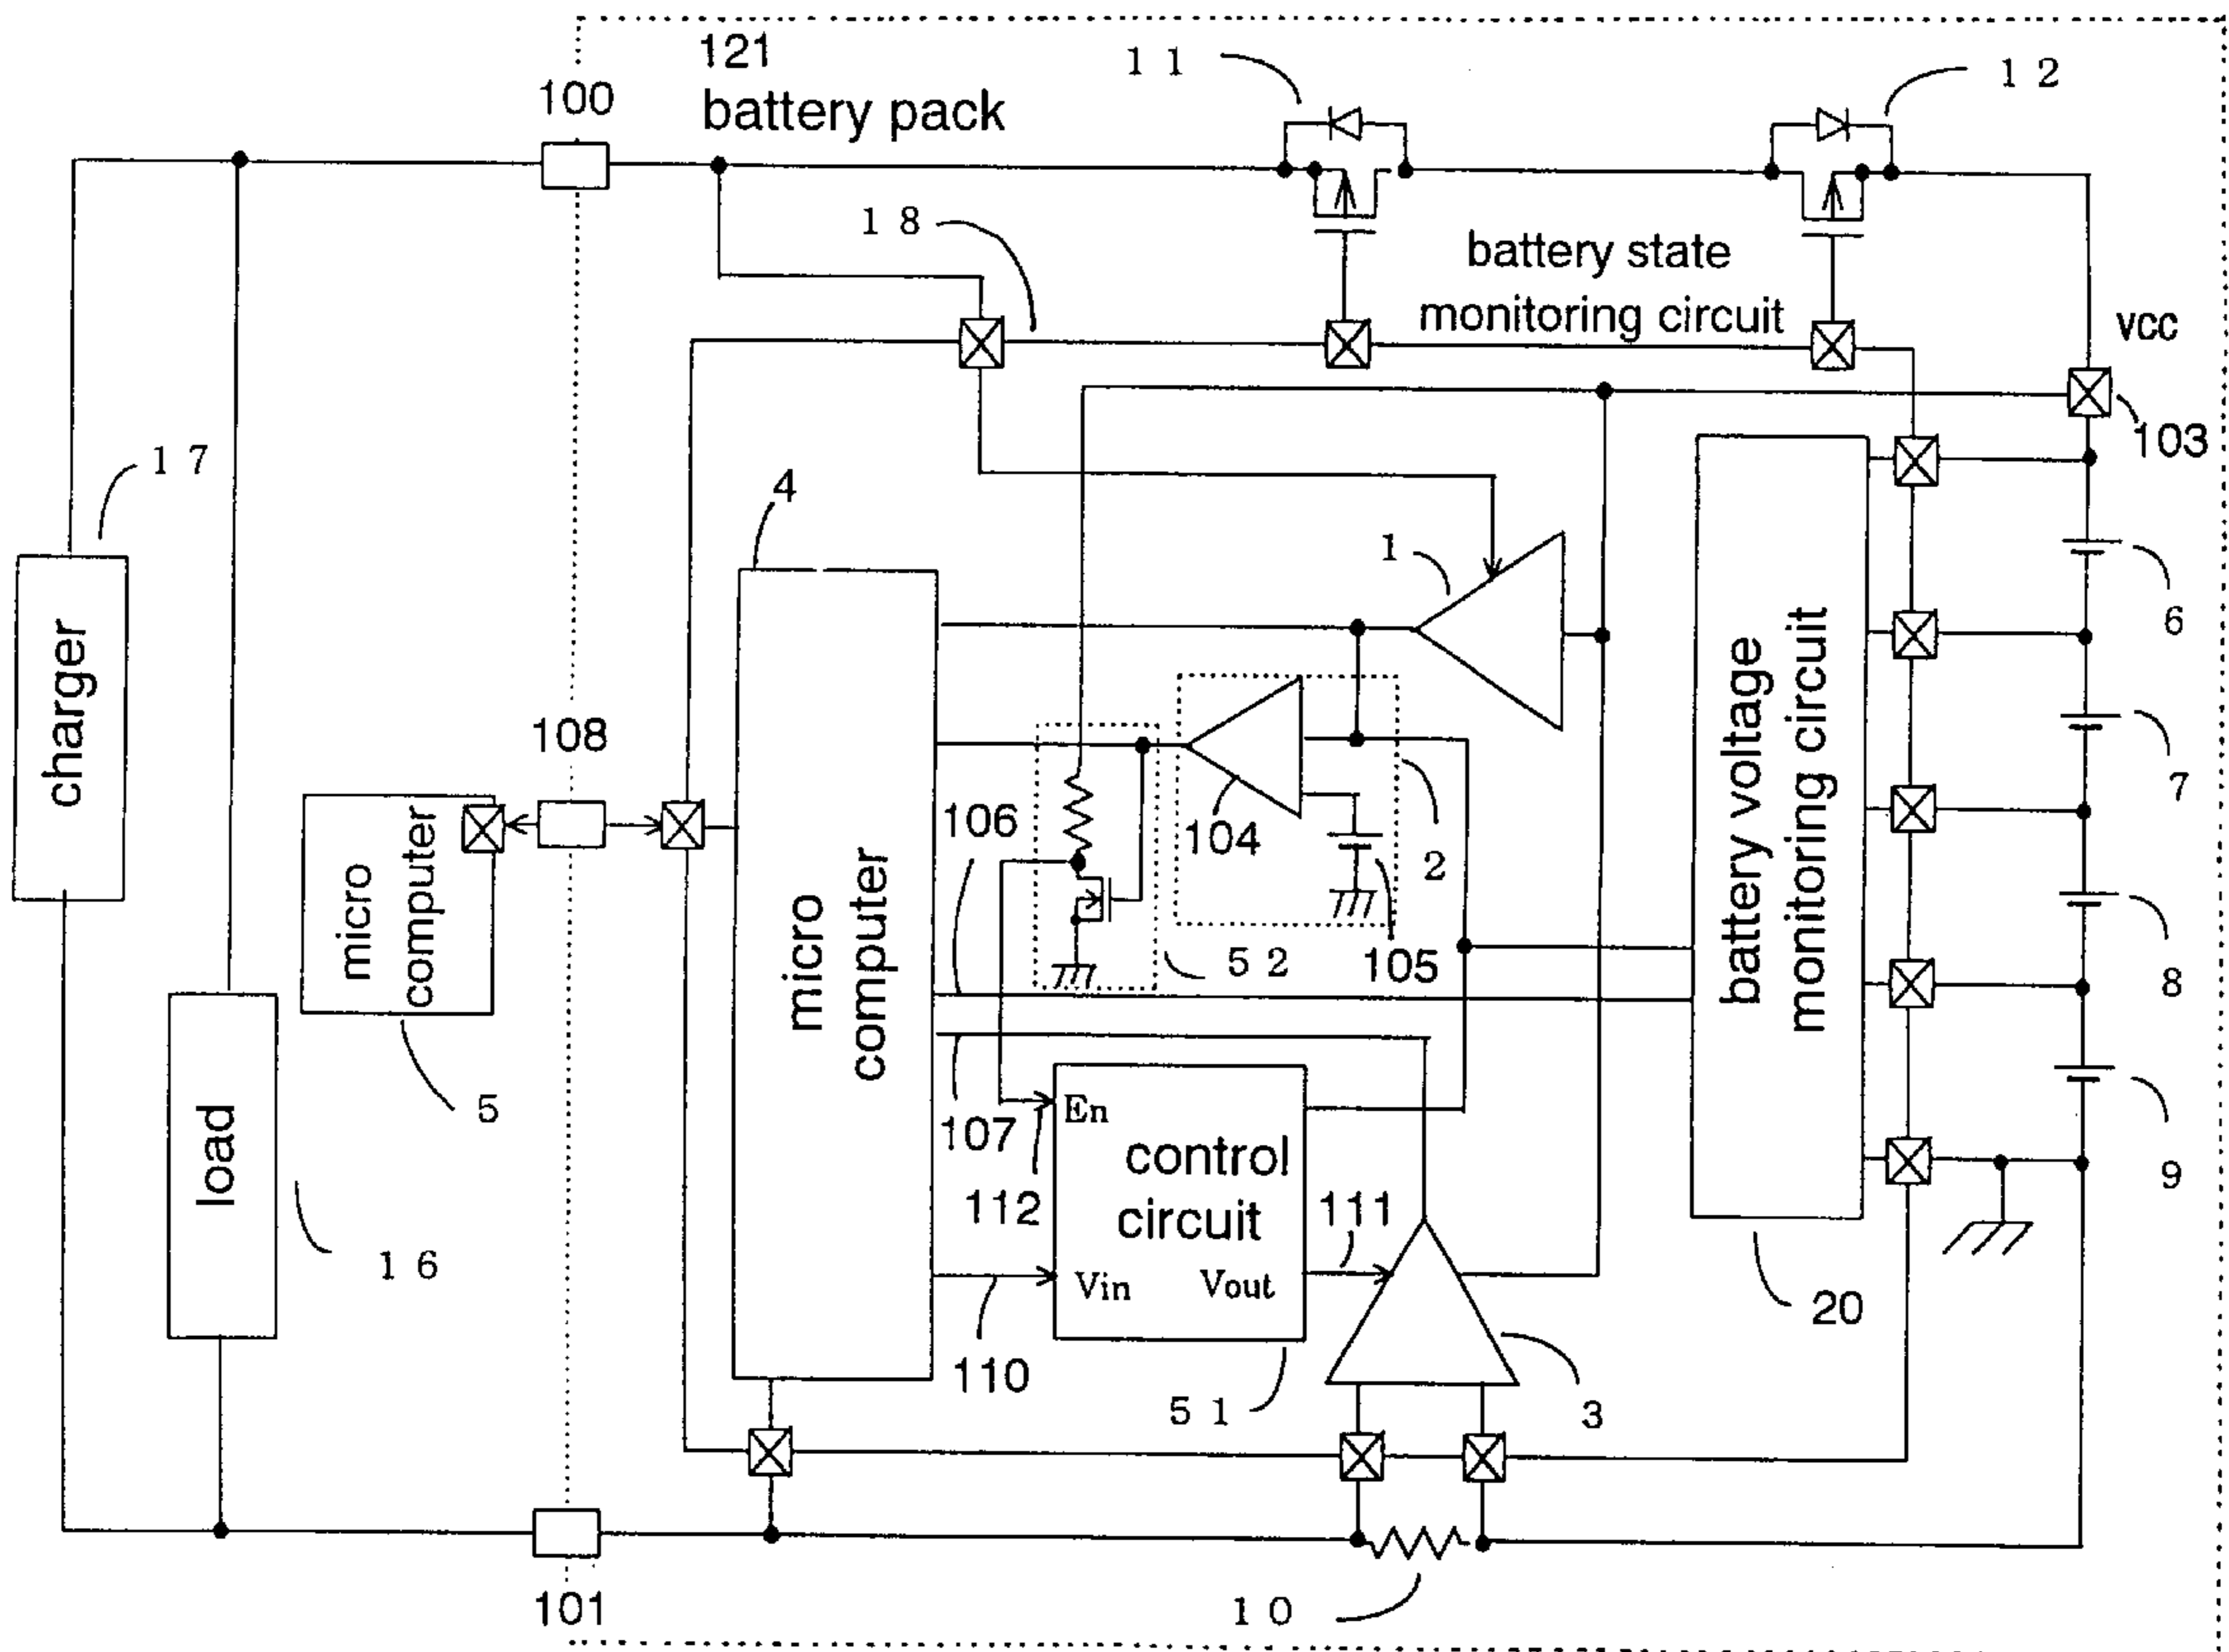 121
battery pack
100
1 1
1 2
1 8
battery state
monitoring circuit
VCC
103
1 7
4
1
charger
108
micro
computer
5
106
104
2
105
5 2
micro
computer
battery voltage
monitoring circuit
6
7
8
9
load
1 6
107
112
En
control
circuit
111
Vin
Vout
110
5 1
3
20
101
1 0